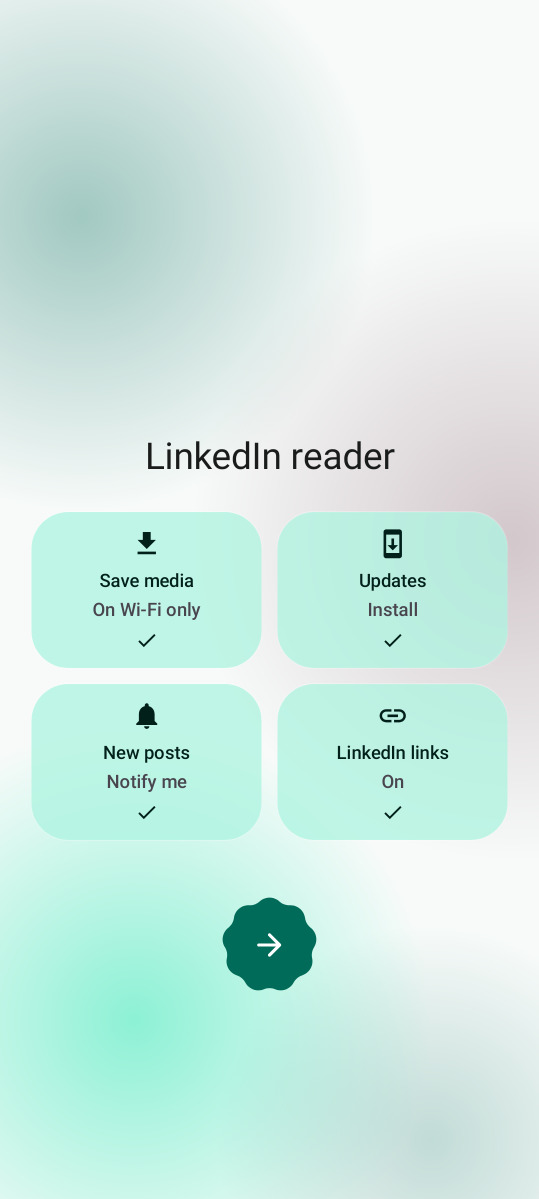 LinkedIn reader
Save media
On Wi-Fi only
Updates
Install
New posts
Notify me
LinkedIn links
On